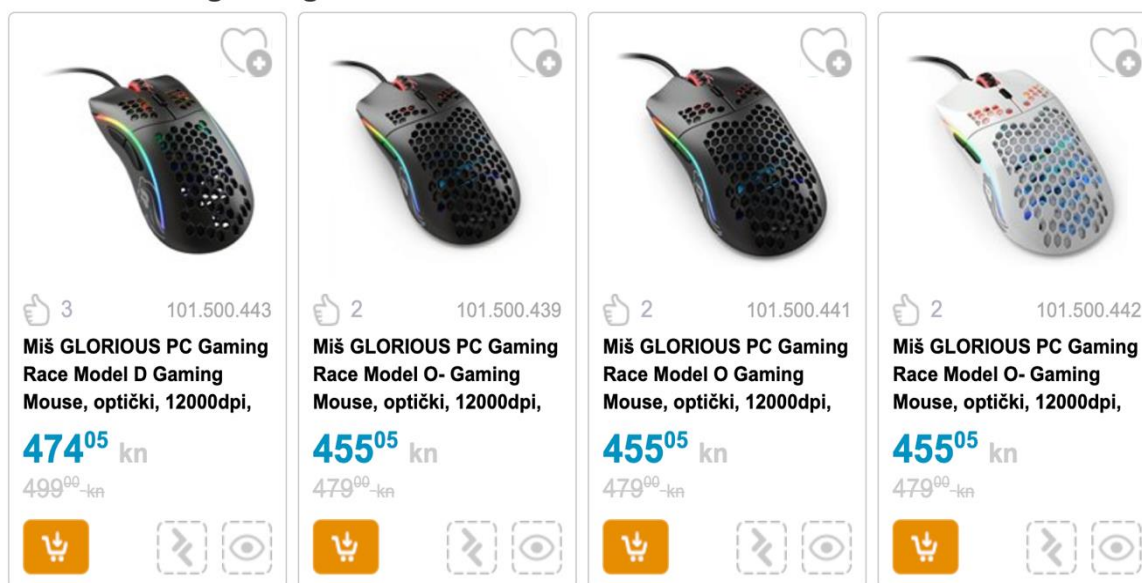 3 101.500.443
Miš GLORIOUS PC Gaming
Race Model D Gaming
Mouse, optički, 12000dpi,
474⁰⁵ kn
499⁰⁰ kn
2 101.500.439
Miš GLORIOUS PC Gaming
Race Model O- Gaming
Mouse, optički, 12000dpi,
455⁰⁵ kn
479⁰⁰ kn
2 101.500.441
Miš GLORIOUS PC Gaming
Race Model O Gaming
Mouse, optički, 12000dpi,
455⁰⁵ kn
479⁰⁰ kn
2 101.500.442
Miš GLORIOUS PC Gaming
Race Model O- Gaming
Mouse, optički, 12000dpi,
455⁰⁵ kn
479⁰⁰ kn